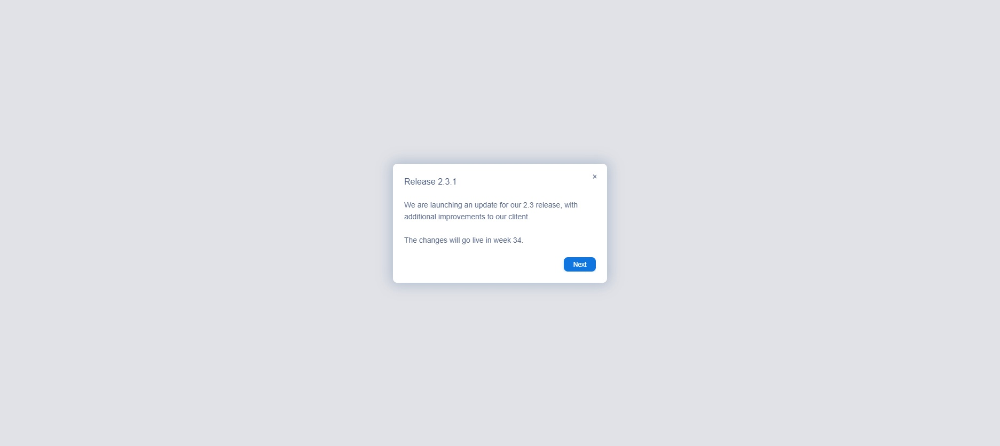 ×
Release 2.3.1
We are launching an update for our 2.3 release, with
additional improvements to our clitent.
The changes will go live in week 34.
Next